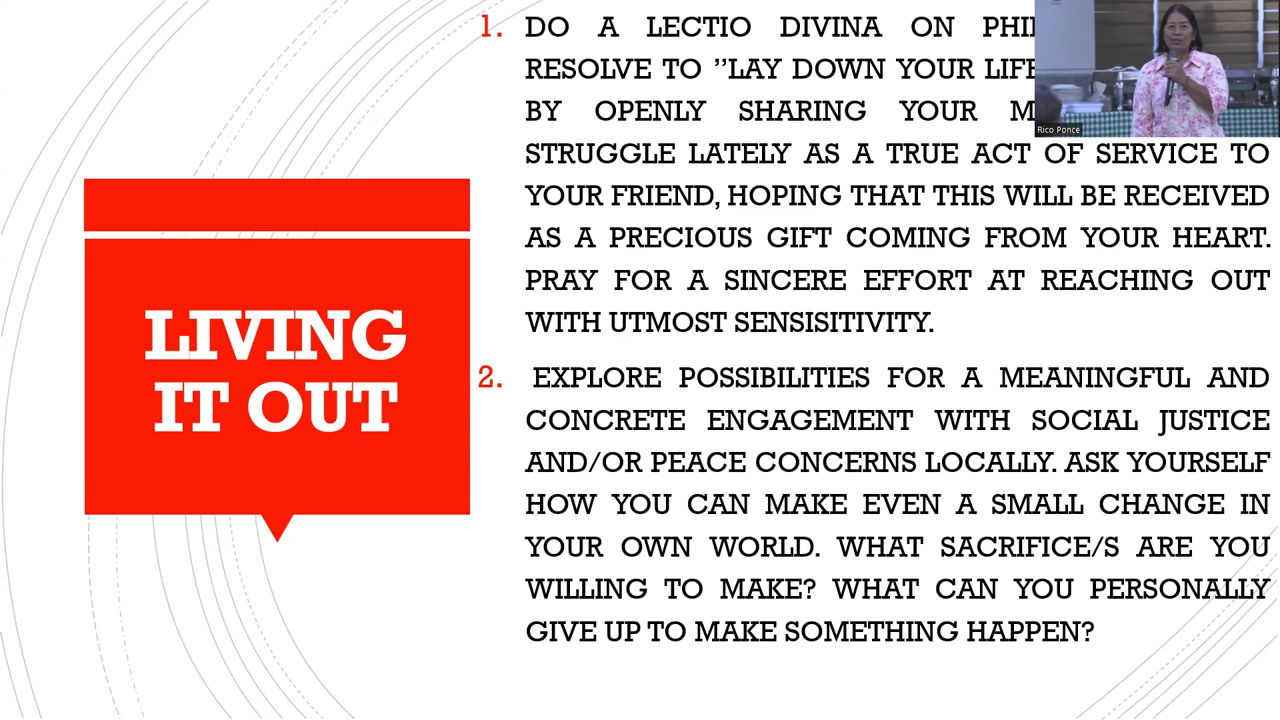 LIVING
IT OUT
1. DO A LECTIO DIVINA ON
RESOLVE TO ”LAY DOWN YOUR LIFE
BY OPENLY SHARING YOUR
STRUGGLE LATELY AS A TRUE ACT OF SERVICE TO
YOUR FRIEND, HOPING THAT THIS WILL BE RECEIVED
AS A PRECIOUS GIFT COMING FROM YOUR HEART.
PRAY FOR A SINCERE EFFORT AT REACHING OUT
WITH UTMOST SENSISITIVITY.
2. EXPLORE POSSIBILITIES FOR A MEANINGFUL AND
CONCRETE ENGAGEMENT WITH SOCIAL JUSTICE
AND/OR PEACE CONCERNS LOCALLY. ASK YOURSELF
HOW YOU CAN MAKE EVEN A SMALL CHANGE IN
YOUR OWN WORLD. WHAT SACRIFICE/S ARE YOU
WILLING TO MAKE? WHAT CAN YOU PERSONALLY
GIVE UP TO MAKE SOMETHING HAPPEN?
Rico Ponce